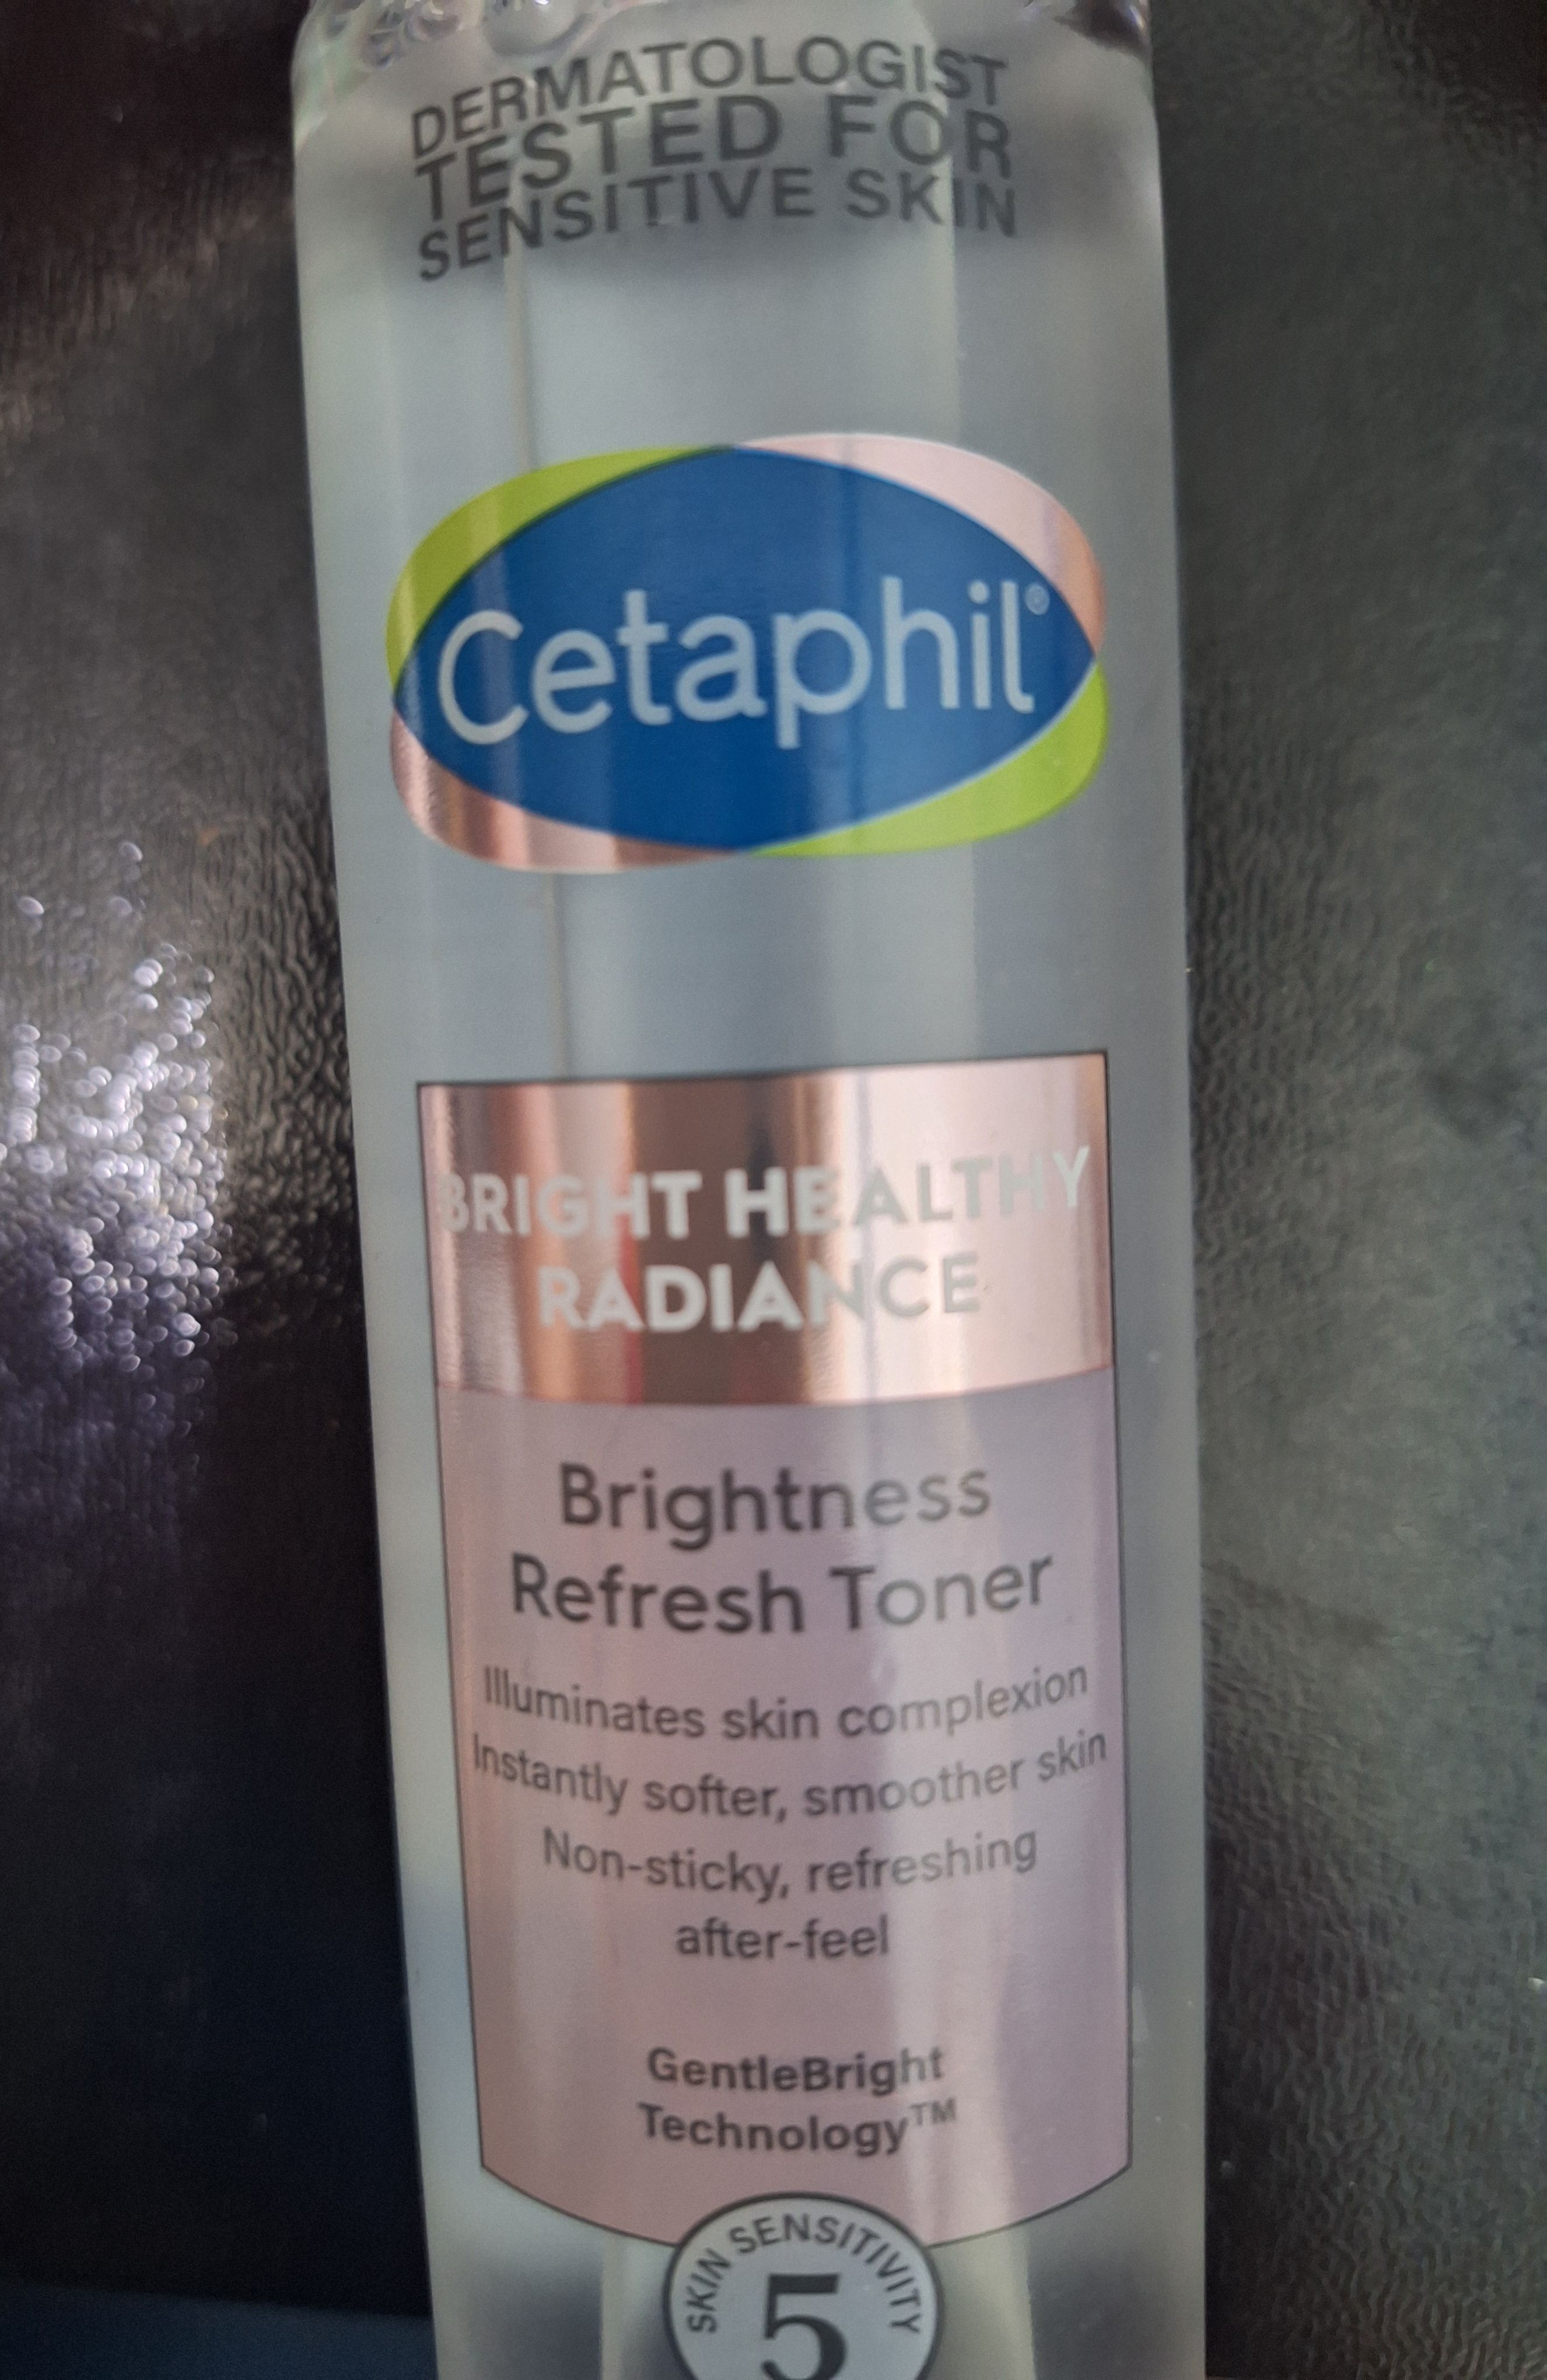 DERMATOLOGIST
TESTED FOR
SENSITIVE SKIN
Cetaphil®
BRIGHT HEALTHY
RADIANCE
Brightness
Refresh Toner
Illuminates skin complexion
Instantly softer, smoother skin
Non-sticky, refreshing
after-feel
GentleBright
Technology™
SKIN SENSITIVITY
5